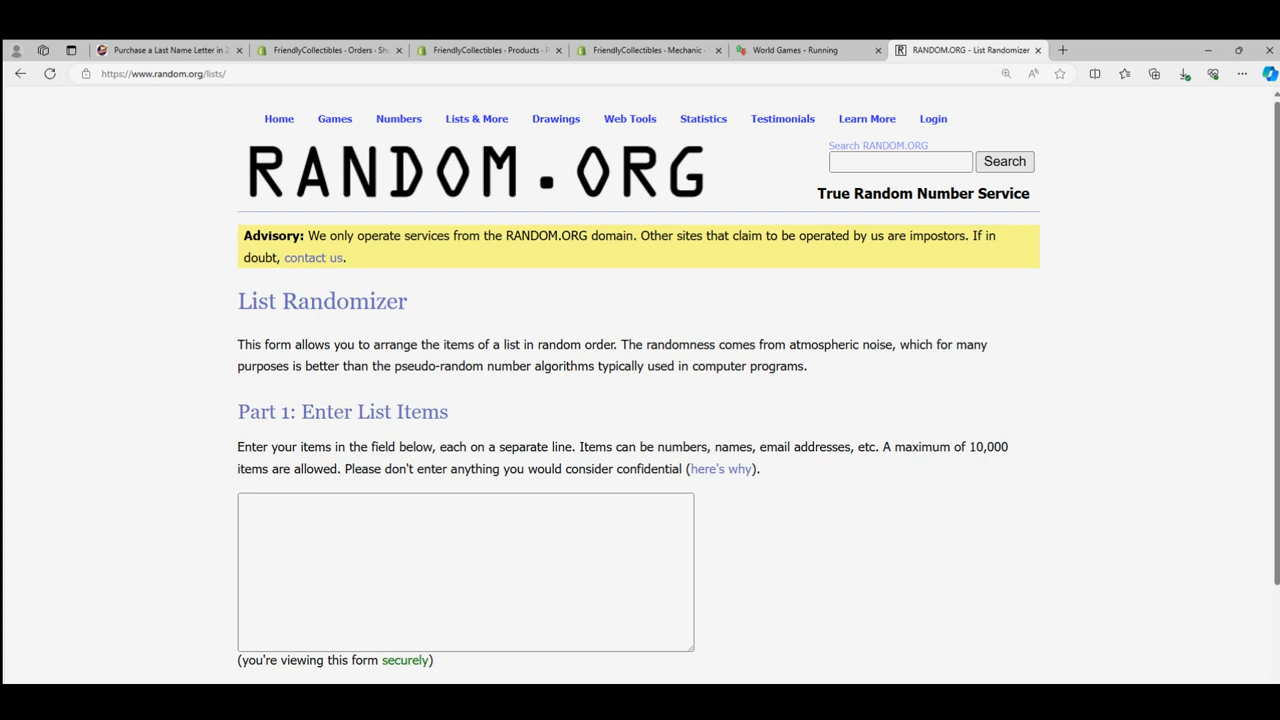 Purchase a Last Name Letter in 2
FriendlyCollectibles · Orders · Sh
FriendlyCollectibles · Products · P
FriendlyCollectibles · Mechanic ·
World Games - Running
RANDOM.ORG - List Randomizer
https://www.random.org/lists/
Home Games Numbers Lists & More Drawings Web Tools Statistics Testimonials Learn More Login
RANDOM.ORG
Search RANDOM.ORG
Search
True Random Number Service
Advisory: We only operate services from the RANDOM.ORG domain. Other sites that claim to be operated by us are impostors. If in
doubt, contact us.
List Randomizer
This form allows you to arrange the items of a list in random order. The randomness comes from atmospheric noise, which for many
purposes is better than the pseudo-random number algorithms typically used in computer programs.
Part 1: Enter List Items
Enter your items in the field below, each on a separate line. Items can be numbers, names, email addresses, etc. A maximum of 10,000
items are allowed. Please don't enter anything you would consider confidential (here's why).
(you're viewing this form securely)